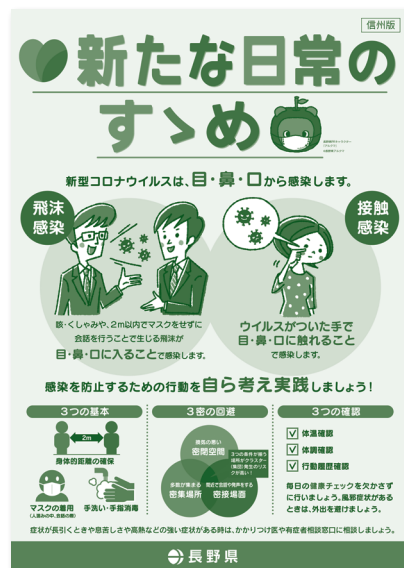 信州版
新たな日常の
すゝめ
新型コロナウイルスは、目・鼻・口から感染します。
飛沫
感染
接触
感染
咳・くしゃみや、2m以内でマスクをせずに
会話を行うことで生じる飛沫が
目・鼻・口に入ることで感染します。
ウイルスがついた手で
目・鼻・口に触れること
で感染します。
感染を防止するための行動を自ら考え実践しましょう!
3つの基本
2m
身体的距離の確保
マスクの着用
(人混みの中、会話の際)
手洗い・手指消毒
3密の回避
換気の悪い
密閉空間
3つの条件が揃う
場所がクラスター
(集団)発生のリス
クが高い!
多数が集まる
密集場所
間近で会話や発声をする
密接場面
3つの確認
体温確認
体調確認
行動履歴確認
毎日の健康チェックを欠かさず
に行いましょう。風邪症状がある
ときは、外出を避けましょう。
症状が長引くときや息苦しさや高熱などの強い症状がある時は、かかりつけ医や有症者相談窓口に相談しましょう。
長野県